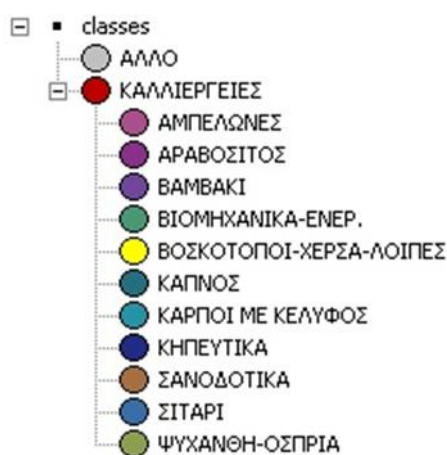 classes
ΑΛΛΟ
ΚΑΛΛΙΕΡΓΕΙΕΣ
ΑΜΠΕΛΩΝΕΣ
ΑΡΑΒΟΣΙΤΟΣ
ΒΑΜΒΑΚΙ
ΒΙΟΜΗΧΑΝΙΚΑ-ΕΝΕΡ.
ΒΟΣΚΟΤΟΠΟΙ-ΧΕΡΣΑ-ΛΟΙΠΕΣ
ΚΑΠΝΟΣ
ΚΑΡΠΟΙ ΜΕ ΚΕΛΥΦΟΣ
ΚΗΠΕΥΤΙΚΑ
ΣΑΝΟΔΟΤΙΚΑ
ΣΙΤΑΡΙ
ΨΥΧΑΝΘΗ-ΟΣΠΡΙΑ